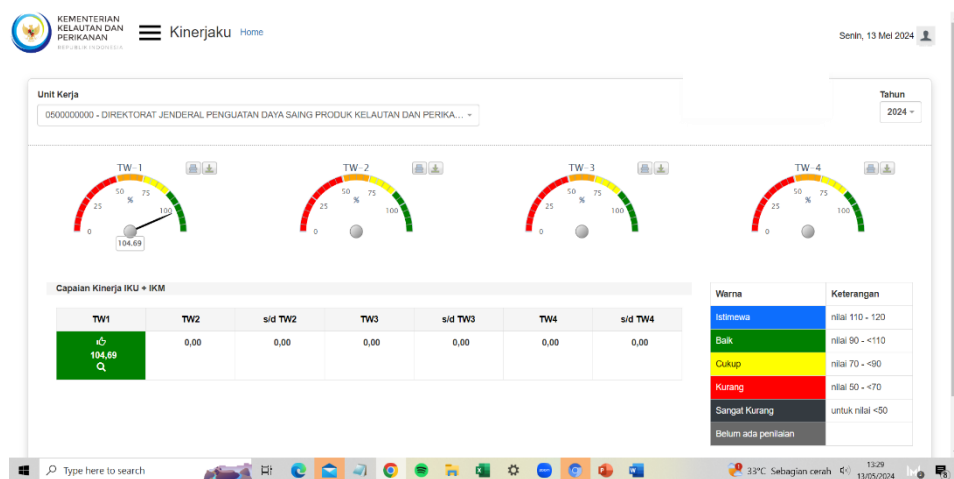 KEMENTERIAN
KELAUTAN DAN
PERIKANAN
REPUBLIK INDONESIA
Kinerjaku Home
Senin, 13 Mei 2024
Unit Kerja
Tahun
0500000000 - DIREKTORAT JENDERAL PENGUATAN DAYA SAING PRODUK KELAUTAN DAN PERIKA...
2024
TW-1
0 25 50 75 100
%
104.69
TW-2
0 25 50 75 100
%
TW-3
0 25 50 75 100
%
TW-4
0 25 50 75 100
%
Capaian Kinerja IKU + IKM
TW1 TW2 s/d TW2 TW3 s/d TW3 TW4 s/d TW4
104,69 0,00 0,00 0,00 0,00 0,00 0,00
Warna Keterangan
Istimewa nilai 110 - 120
Baik nilai 90 - <110
Cukup nilai 70 - <90
Kurang nilai 50 - <70
Sangat Kurang untuk nilai <50
Belum ada penilaian
Type here to search
zoom
33°C Sebagian cerah
13:29
13/05/2024